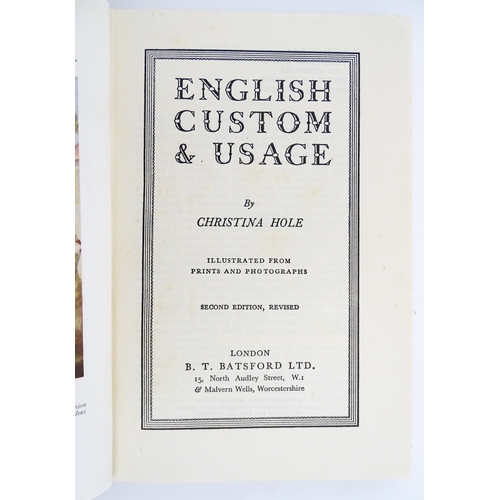 ENGLISH
CUSTOM
& USAGE
By
CHRISTINA HOLE
ILLUSTRATED FROM
PRINTS AND PHOTOGRAPHS
SECOND EDITION, REVISED
LONDON
B. T. BATSFORD LTD.
15, North Audley Street, W.1
& Malvern Wells, Worcestershire